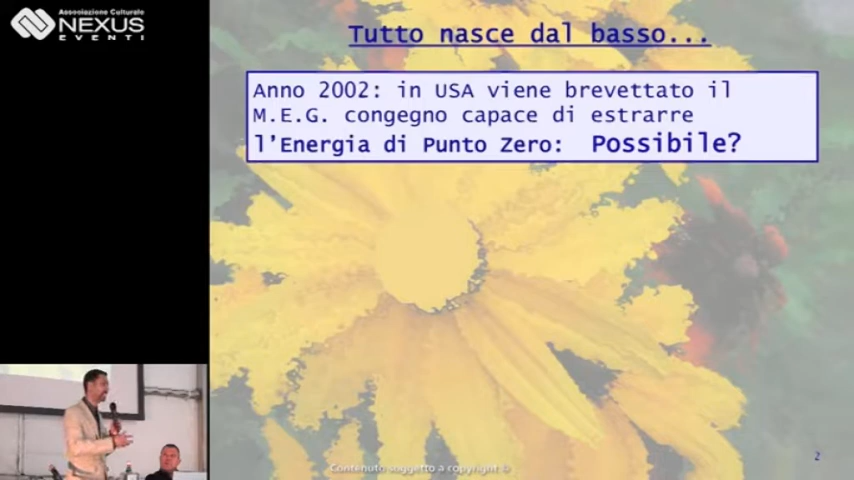 Associazione Culturale
NEXUS
EVENTI
Tutto nasce dal basso...
Anno 2002: in USA viene brevettato il
M.E.G. congegno capace di estrarre
l'Energia di Punto Zero: Possibile?
Contenuto soggetto a copyright ©
2